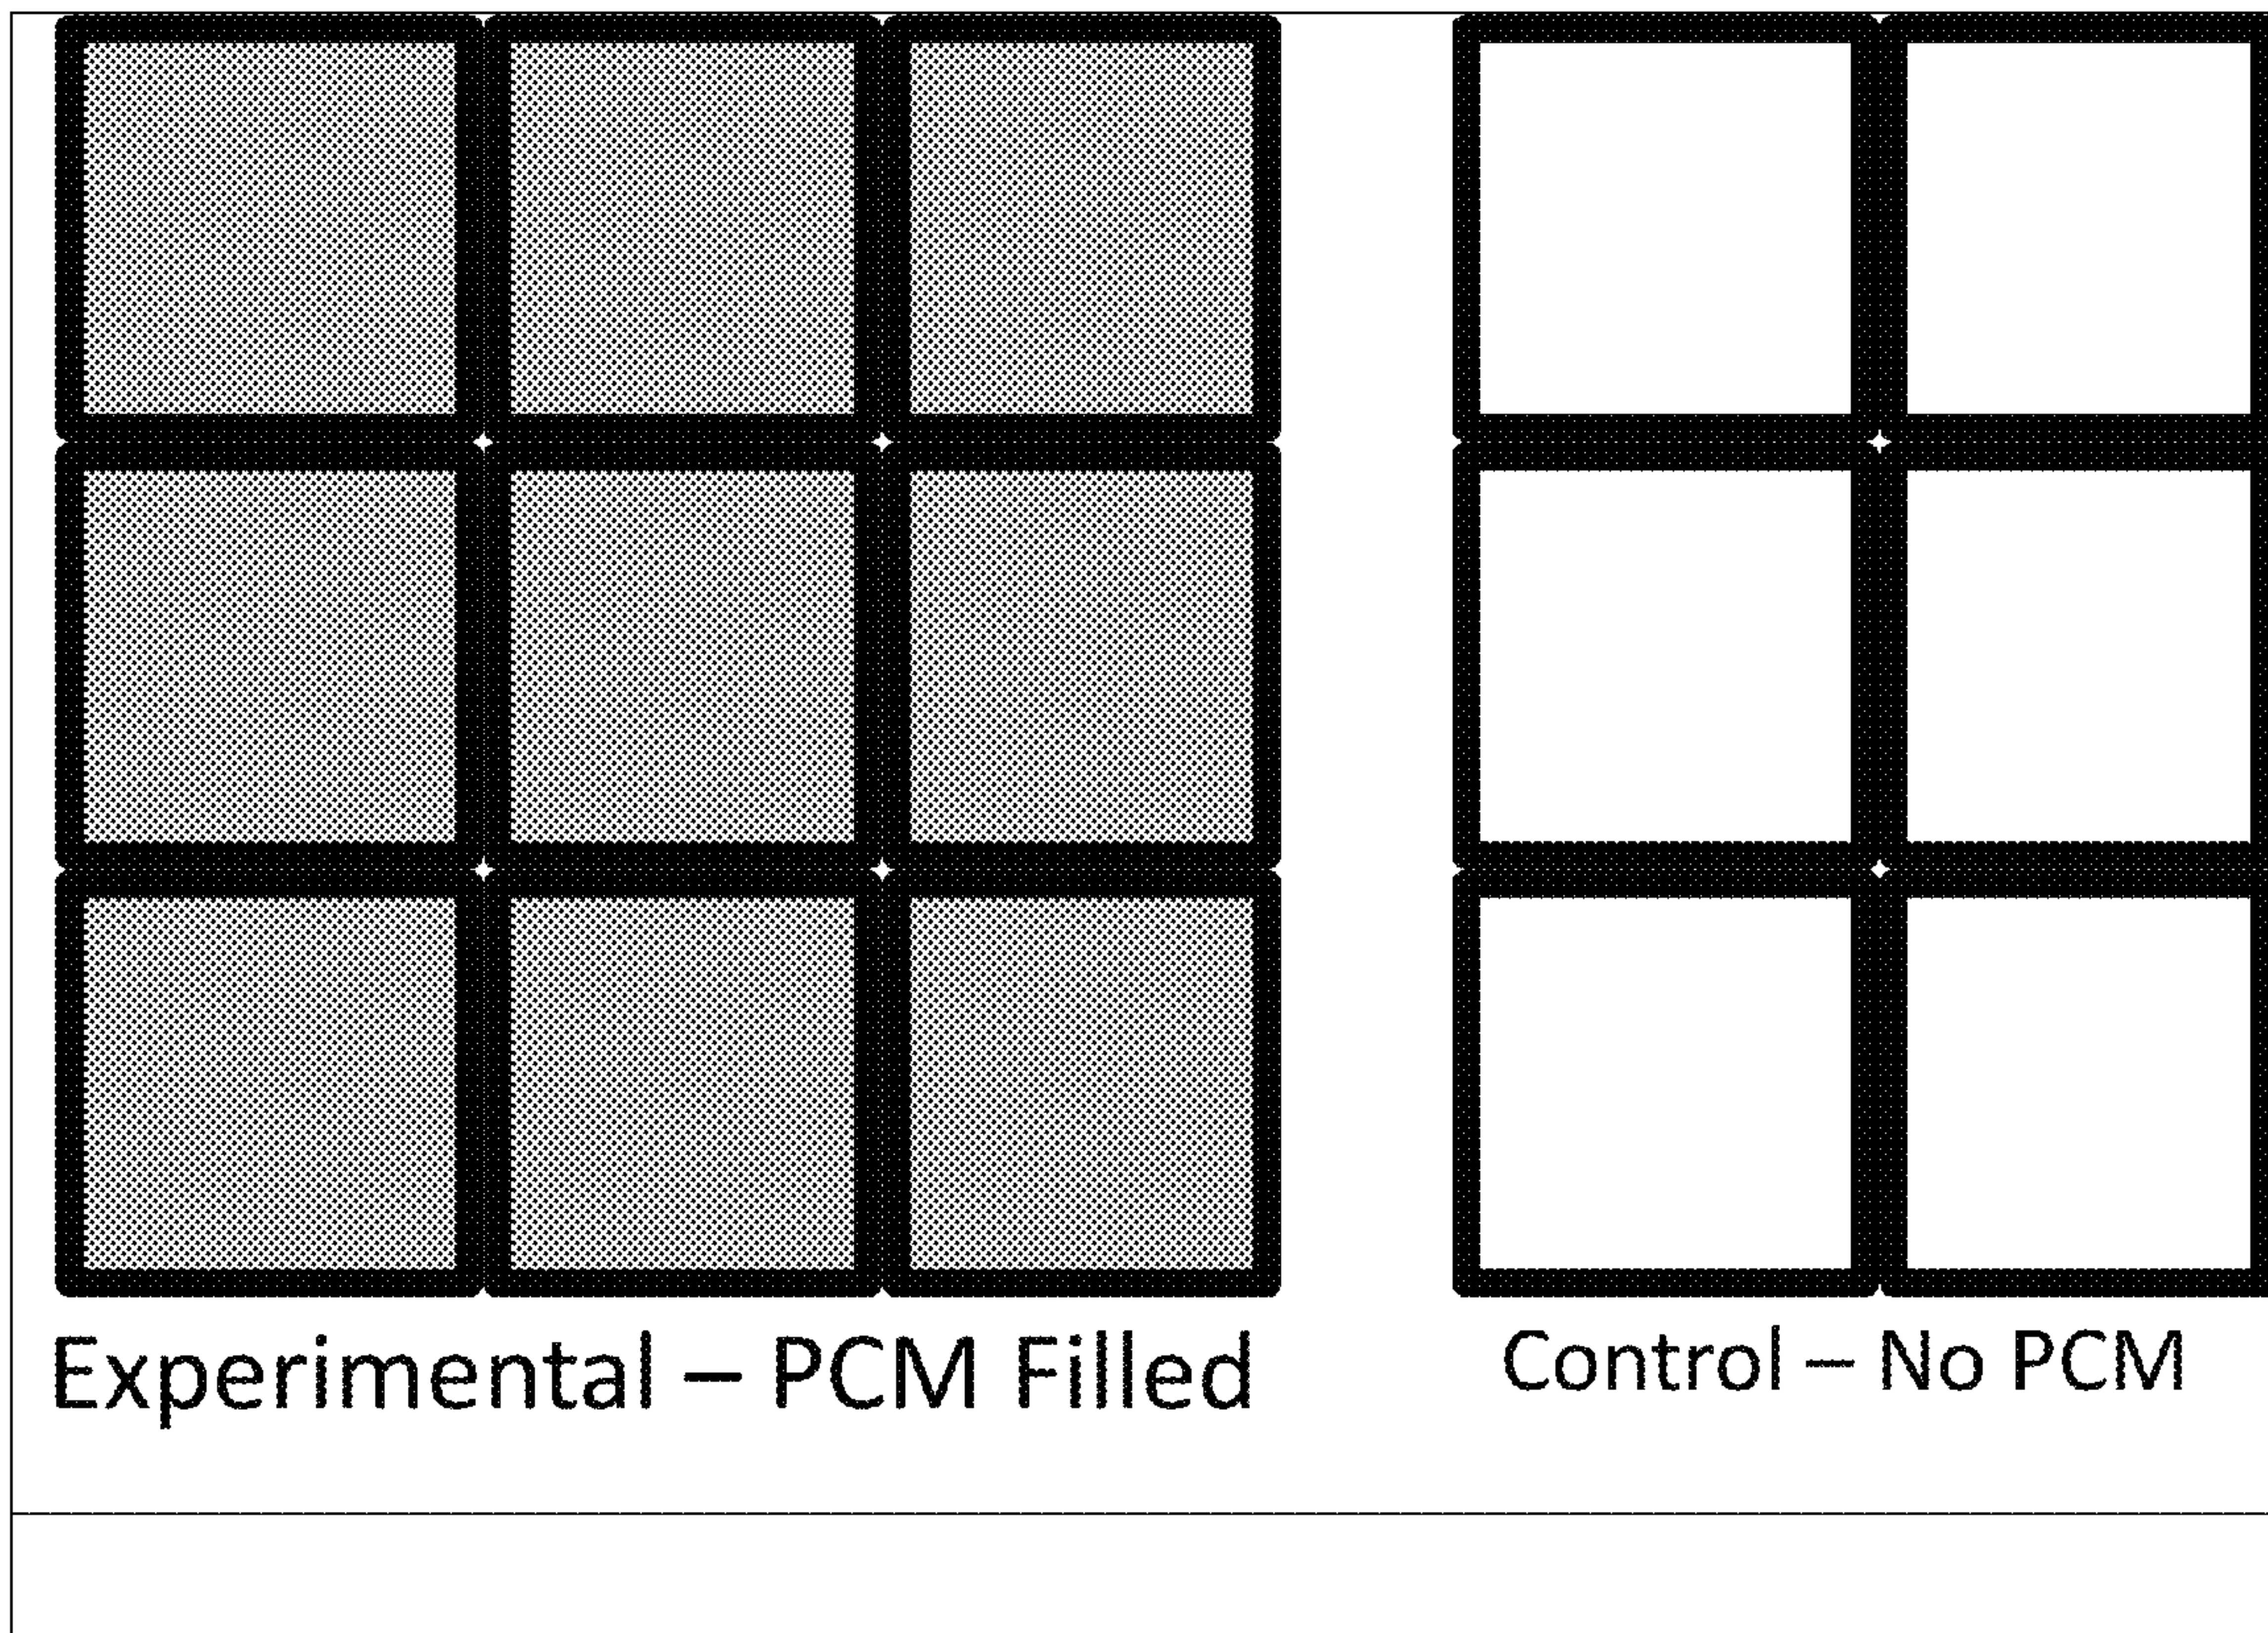 Experimental – PCM Filled
Control – No PCM